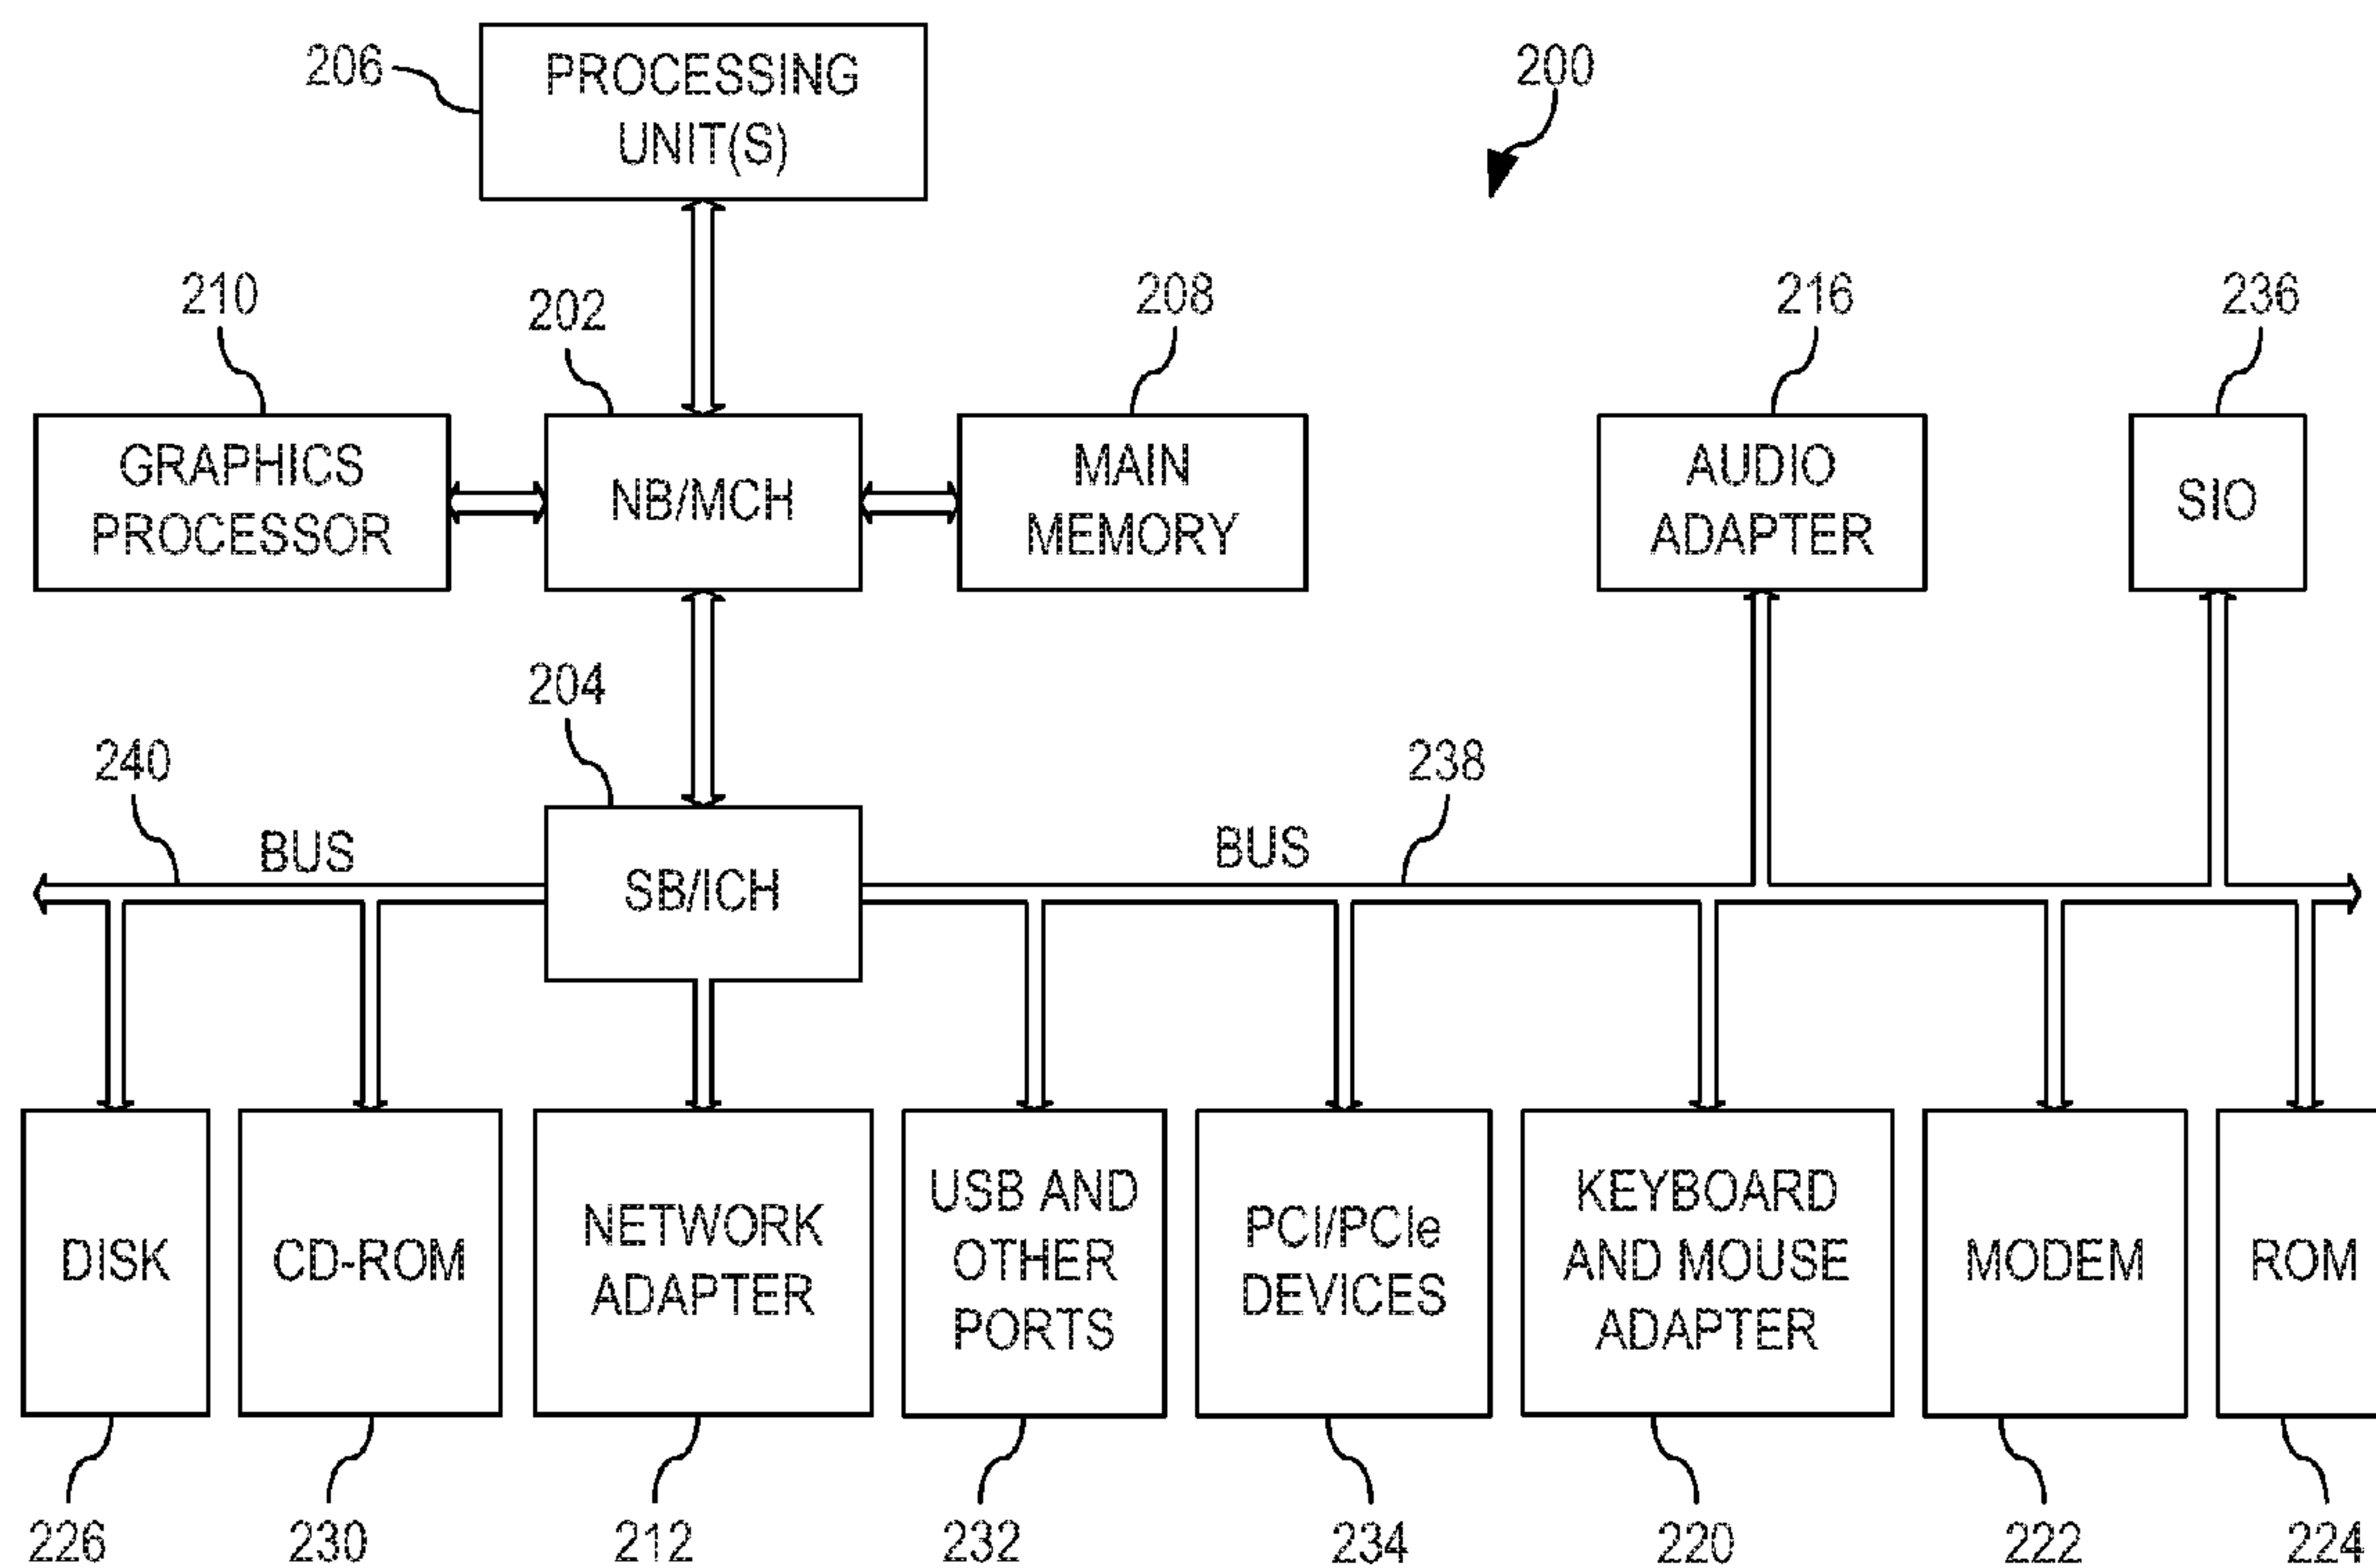 206
PROCESSING
UNIT(S)
200
210
202
208
216
236
GRAPHICS
PROCESSOR
NB/MCH
MAIN
MEMORY
AUDIO
ADAPTER
SIO
204
240
238
BUS
SB/ICH
BUS
DISK
CD-ROM
NETWORK
ADAPTER
USB AND
OTHER
PORTS
PCI/PCIe
DEVICES
KEYBOARD
AND MOUSE
ADAPTER
MODEM
ROM
226
230
212
232
234
220
222
224